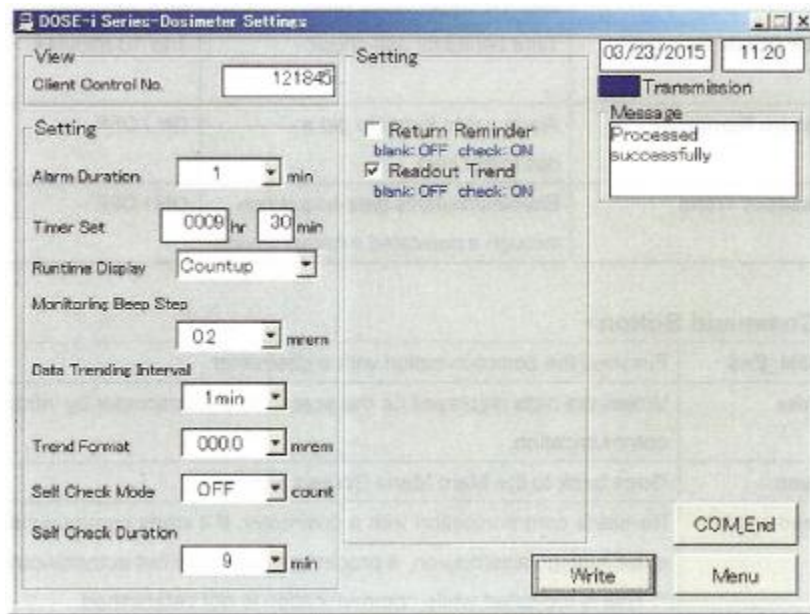 DOSE-i Series-Dosimeter Settings
View
Client Control No. 121845
Setting
Alarm Duration 1 min
Timer Set 0009 hr 30 min
Runtime Display Countup
Monitoring Beep Step
0.2 mrem
Data Trending Interval
1min
Trend Format 000.0 mrem
Self Check Mode OFF count
Self Check Duration
9 min
Setting
Return Reminder
blank: OFF check: ON
Readout Trend
blank: OFF check: ON
03/23/2015 11:20
Transmission
Message
Processed
successfully
COM_End
Write Menu